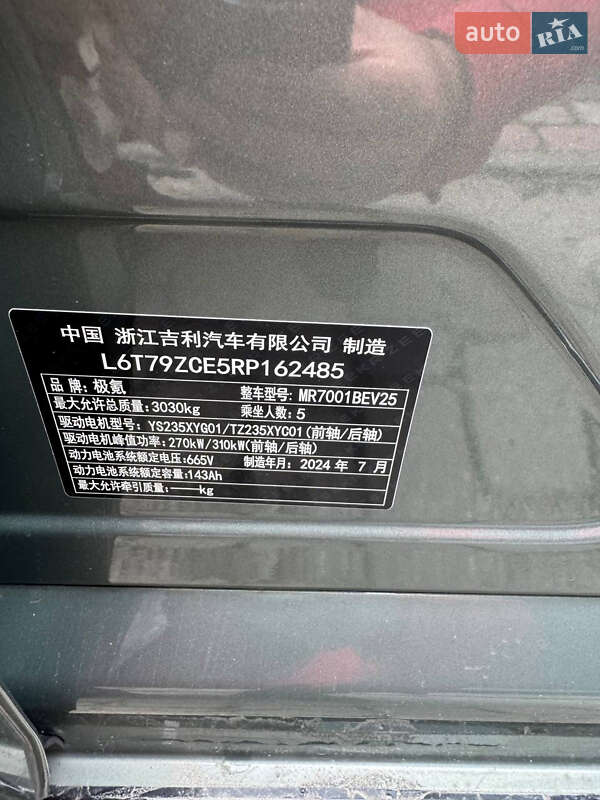 auto RIA .com
中国 浙江吉利汽车有限公司 制造
L6T79ZCE5RP162485
品 牌：极氪 整车型号：MR7001BEV25
最大允许总质量：3030kg 乘坐人数：5
驱动电机型号：YS235XYG01/TZ235XYC01(前轴/后轴)
驱动电机峰值功率：270kW/310kW(前轴/后轴)
动力电池系统额定电压：665V 制造年月：2024 年 7 月
动力电池系统额定容量：143Ah
最大允许牵引质量：——kg